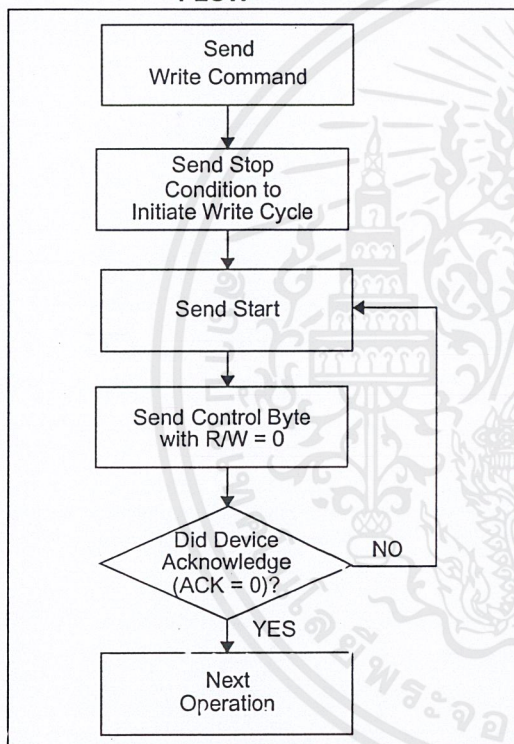 Send
Write Command
Send Stop
Condition to
Initiate Write Cycle
Send Start
Send Control Byte
with R/W = 0
Did Device
Acknowledge
(ACK = 0)?
NO
YES
Next
Operation